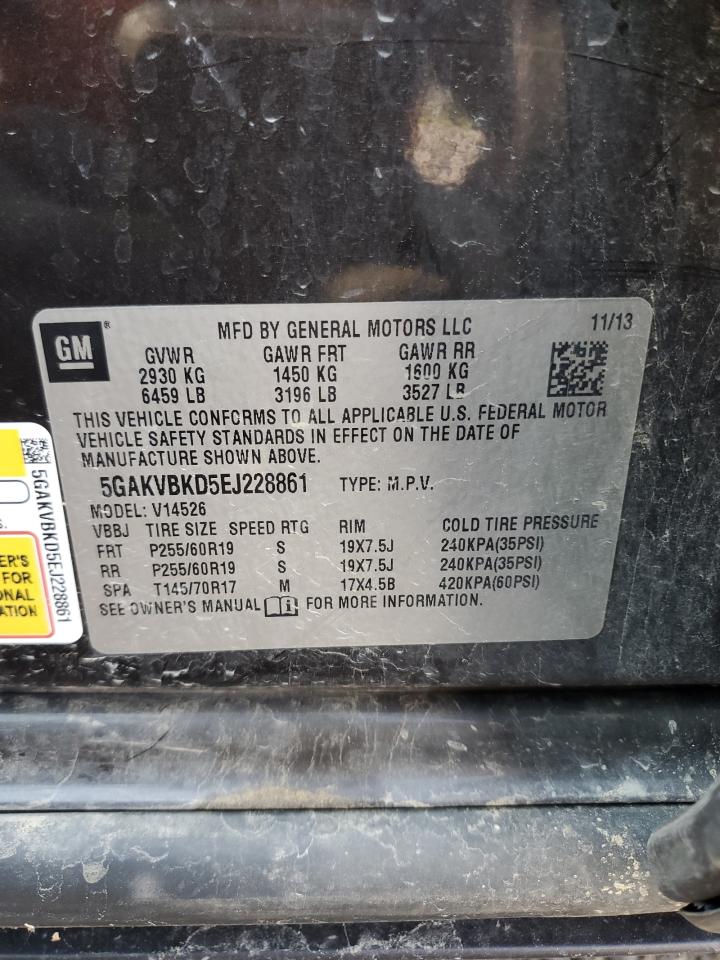 GM
®
MFD BY GENERAL MOTORS LLC 11/13
GVWR GAWR FRT GAWR RR
2930 KG 1450 KG 1600 KG
6459 LB 3196 LB 3527 LB
THIS VEHICLE CONFORMS TO ALL APPLICABLE U.S. FEDERAL MOTOR
VEHICLE SAFETY STANDARDS IN EFFECT ON THE DATE OF
MANUFACTURE SHOWN ABOVE.
5GAKVBKD5EJ228861 TYPE: M.P.V.
MODEL: V14526
VBBJ TIRE SIZE SPEED RTG RIM COLD TIRE PRESSURE
FRT P255/60R19 S 19X7.5J 240KPA(35PSI)
RR P255/60R19 S 19X7.5J 240KPA(35PSI)
SPA T145/70R17 M 17X4.5B 420KPA(60PSI)
SEE OWNER'S MANUAL FOR MORE INFORMATION.
5GAKVBKD5EJ228861
S.
ER'S
FOR
ONAL
ATION